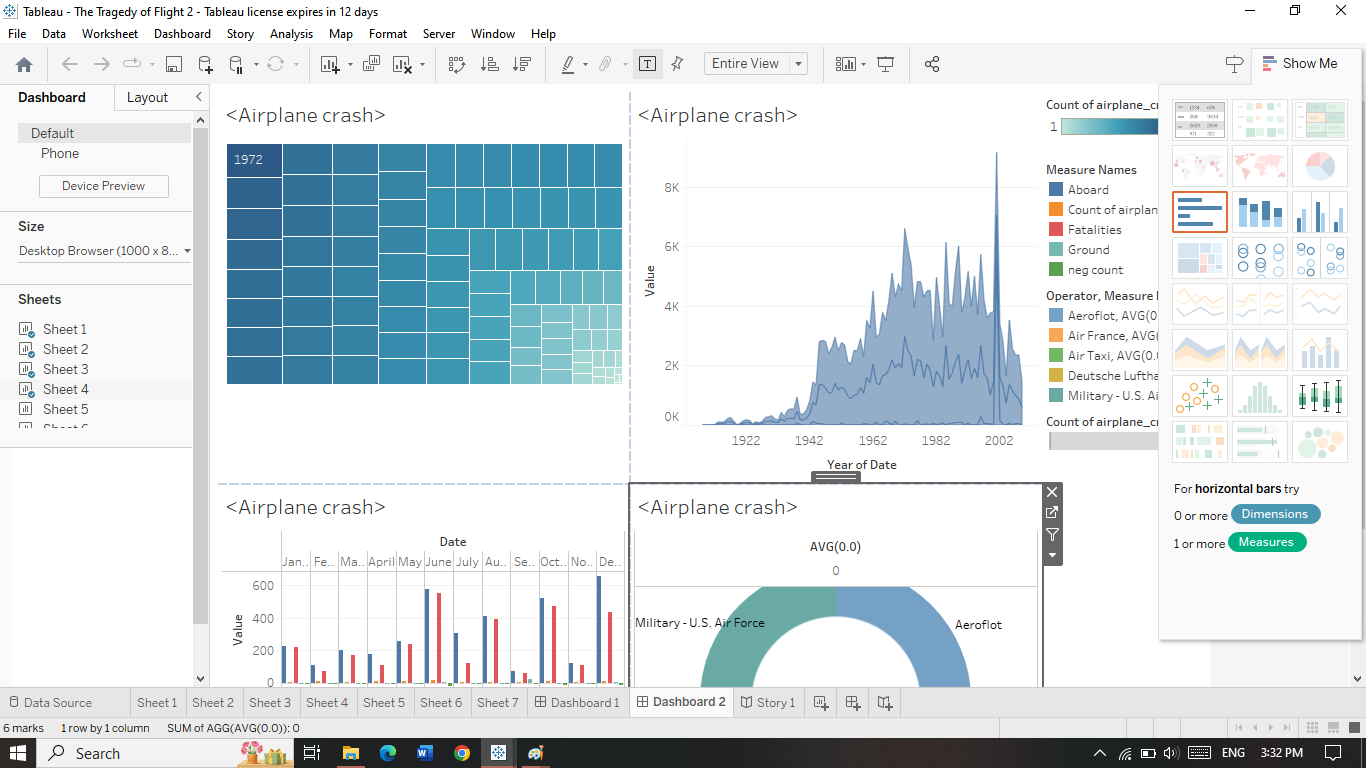 Tableau - The Tragedy of Flight 2 - Tableau license expires in 12 days
File Data Worksheet Dashboard Story Analysis Map Format Server Window Help
Entire View
Show Me
Dashboard Layout
Default
Phone
Device Preview
Size
Desktop Browser (1000 x 8...
Sheets
Sheet 1
Sheet 2
Sheet 3
Sheet 4
Sheet 5
<Airplane crash>
1972
<Airplane crash>
8K
6K
4K
2K
0K
Value
1922 1942 1962 1982 2002
Year of Date
Count of airplane_cr
1
Measure Names
Aboard
Count of airplan
Fatalities
Ground
neg count
Operator, Measure
Aeroflot, AVG(0
Air France, AVG(
Air Taxi, AVG(0.
Deutsche Luftha
Military - U.S. Ai
Count of airplane_cr
For horizontal bars try
0 or more Dimensions
1 or more Measures
<Airplane crash>
Date
Jan.. Fe.. Ma.. April May June July Au.. Se.. Oct.. No.. De..
600
400
200
0
Value
<Airplane crash>
AVG(0.0)
0
Military - U.S. Air Force
Aeroflot
Data Source Sheet 1 Sheet 2 Sheet 3 Sheet 4 Sheet 5 Sheet 6 Sheet 7 Dashboard 1 Dashboard 2 Story 1
6 marks 1 row by 1 column SUM of AGG(AVG(0.0)): 0
Search
ENG 3:32 PM